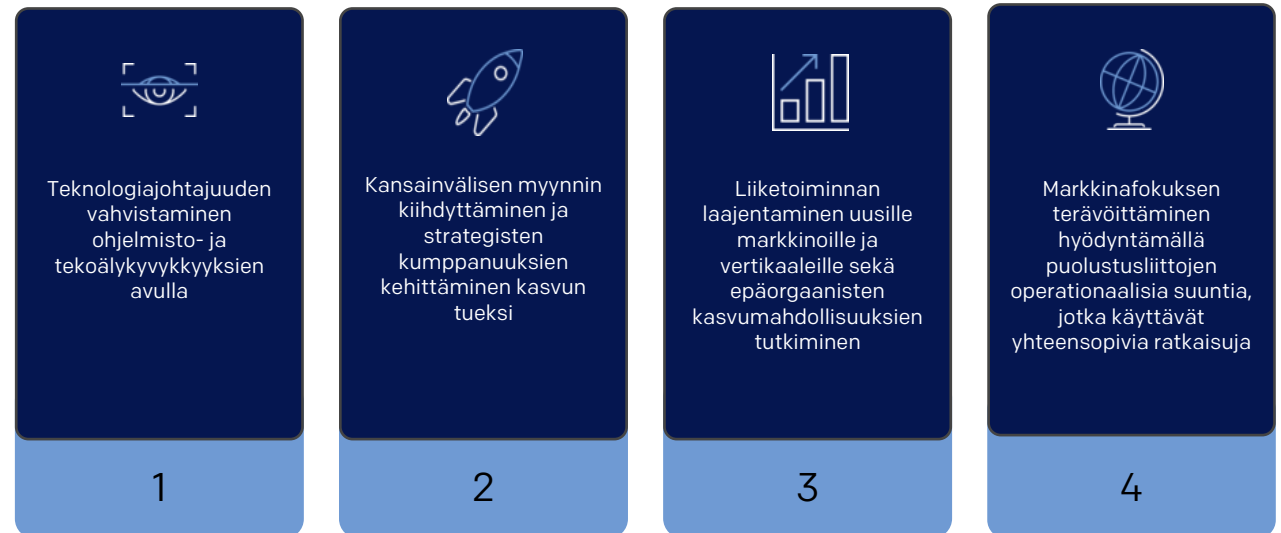 Teknologiajohtajuuden
vahvistaminen
ohjelmisto- ja
tekoälykyvykkyyksien
avulla
1
Kansainvälisen myynnin
kiihdyttäminen ja
strategisten
kumppanuuksien
kehittäminen kasvun
tueksi
2
Liiketoiminnan
laajentaminen uusille
markkinoille ja
vertikaaleille sekä
epäorgaanisten
kasvumahdollisuuksien
tutkiminen
3
Markkinafokuksen
terävöittäminen
hyödyntämällä
puolustusliittojen
operationaalisia suuntia,
jotka käyttävät
yhteensopivia ratkaisuja
4